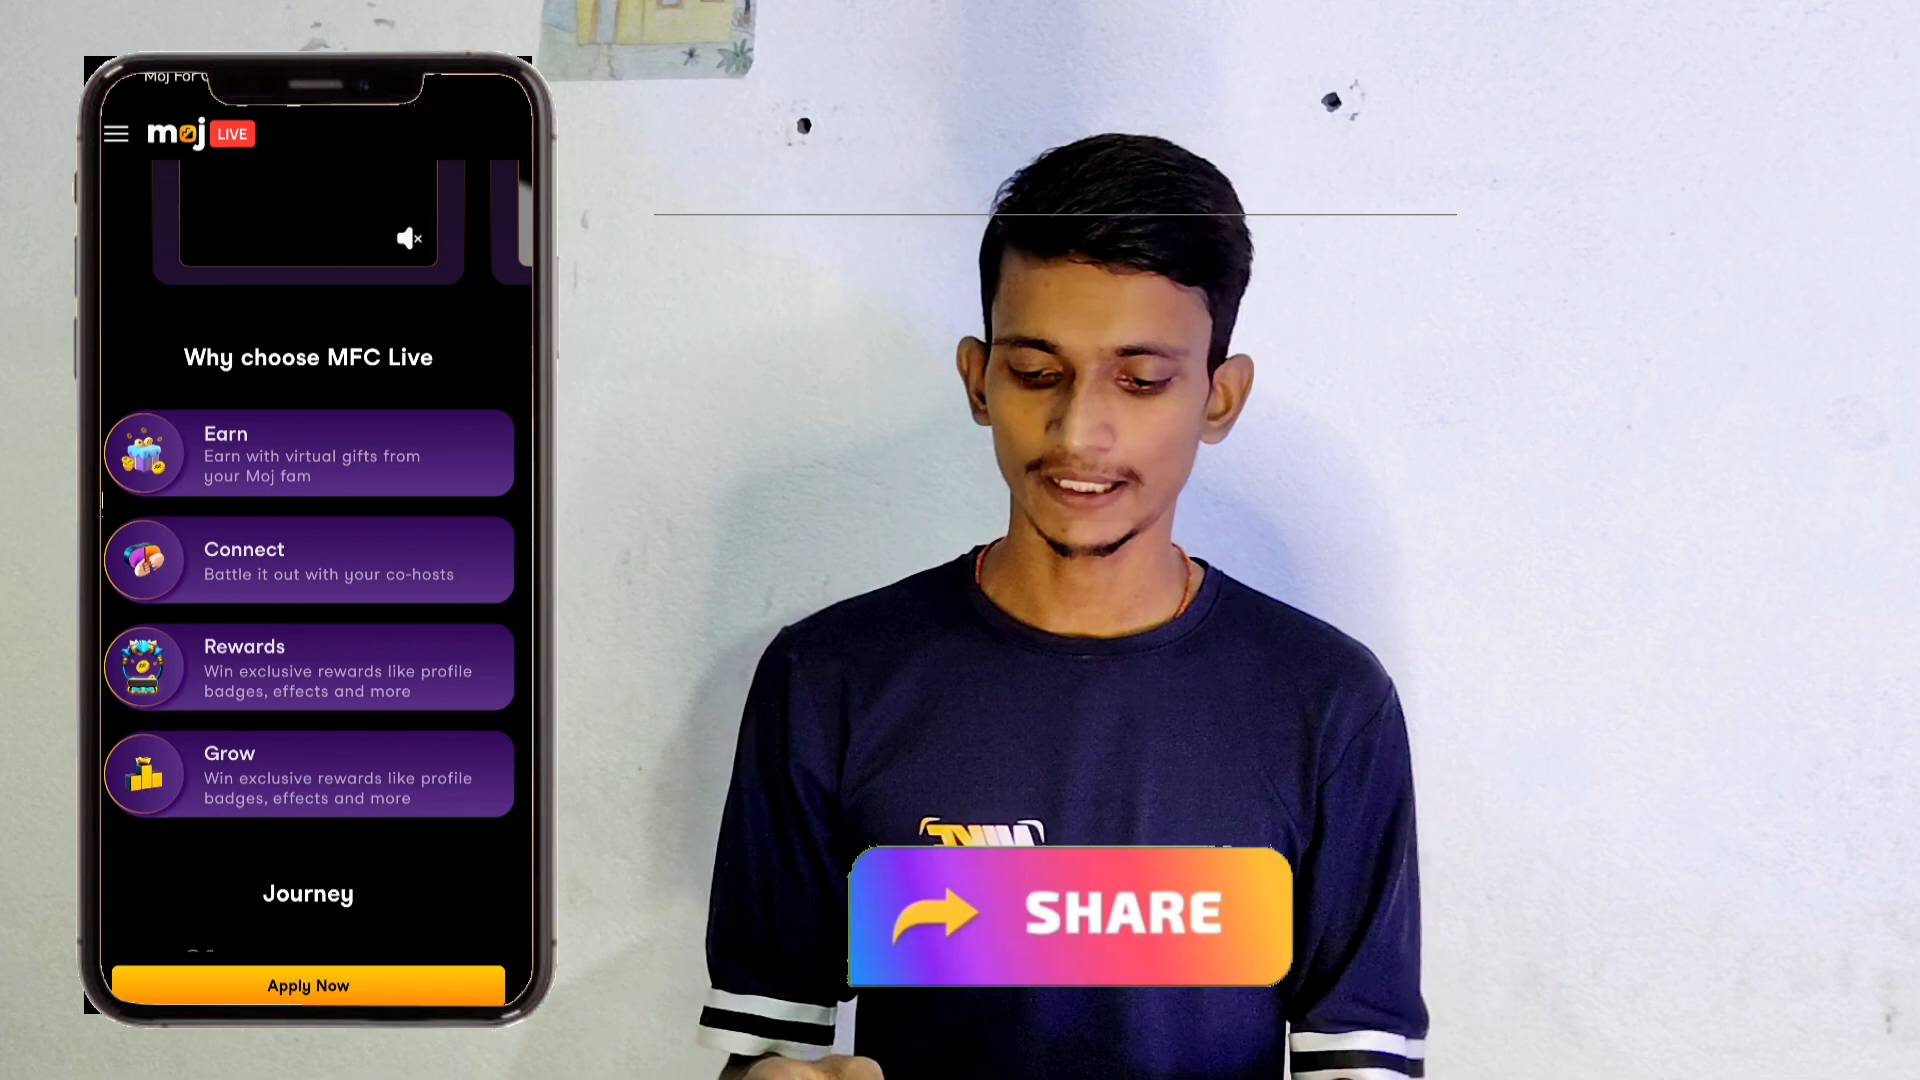 Moj For
moj LIVE
Why choose MFC Live
Earn
Earn with virtual gifts from
your Moj fam
Connect
Battle it out with your co-hosts
Rewards
Win exclusive rewards like profile
badges, effects and more
Grow
Win exclusive rewards like profile
badges, effects and more
Journey
Apply Now
SHARE